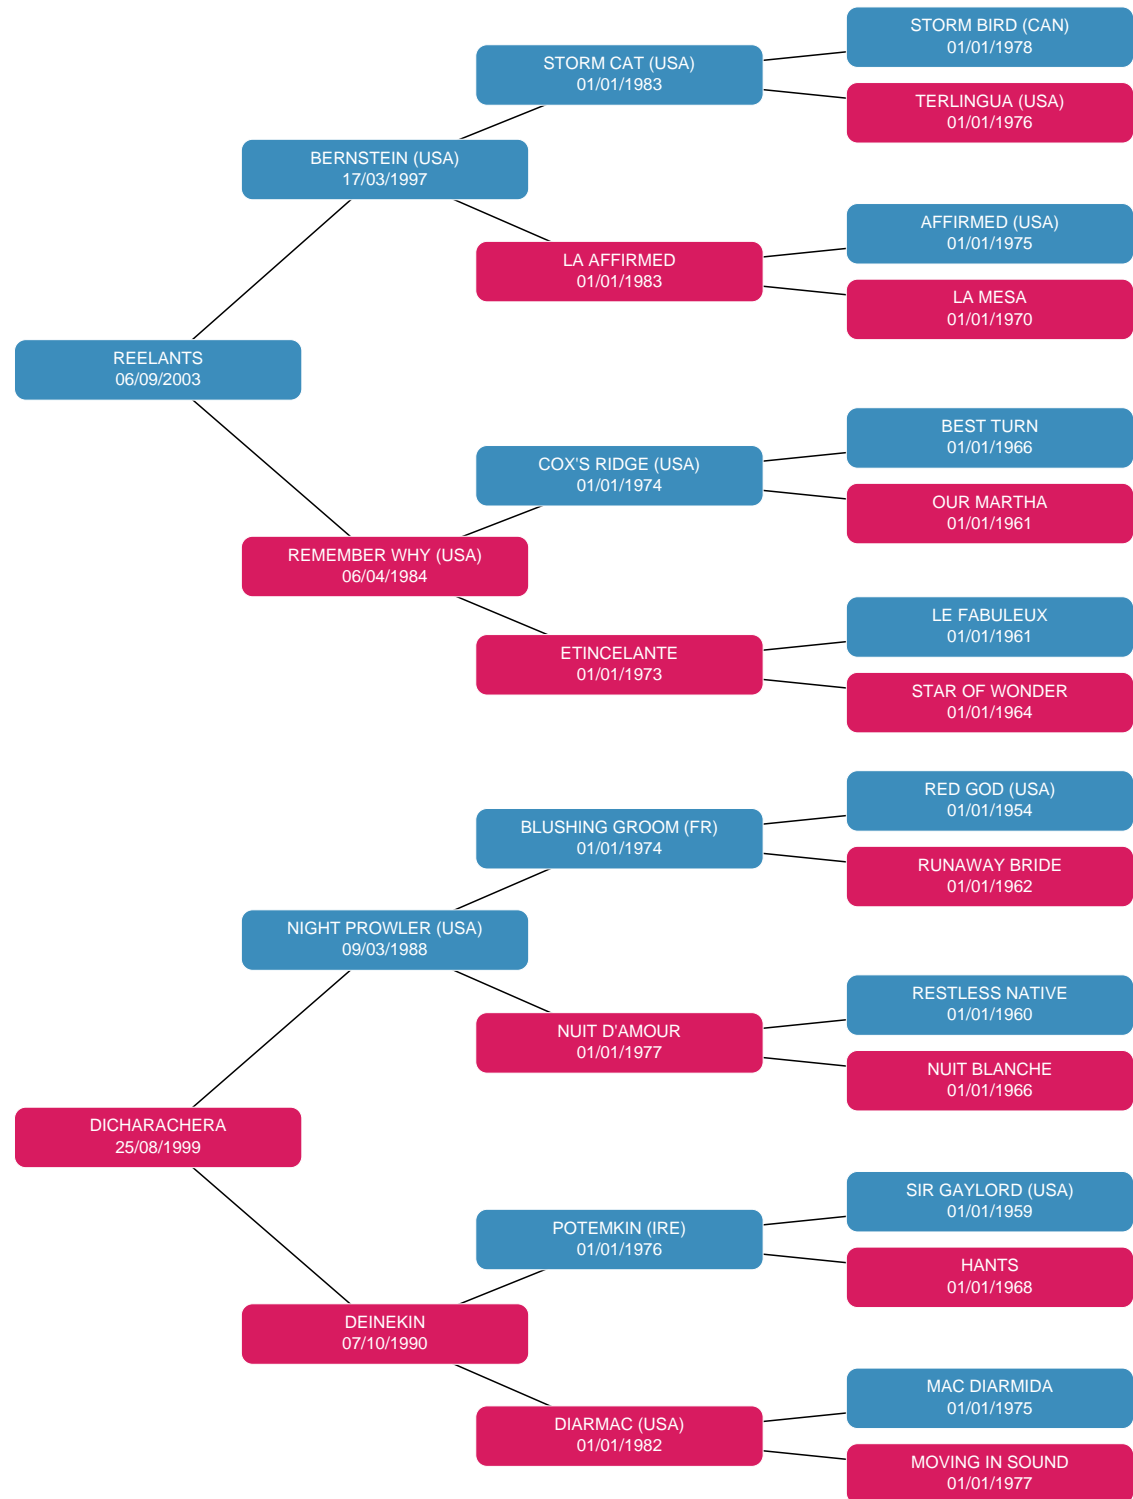 STORM BIRD (CAN)
01/01/1978
STORM CAT (USA)
01/01/1983
TERLINGUA (USA)
01/01/1976
BERNSTEIN (USA)
17/03/1997
AFFIRMED (USA)
01/01/1975
LA AFFIRMED
01/01/1983
LA MESA
01/01/1970
REELANTS
06/09/2003
BEST TURN
01/01/1966
COX'S RIDGE (USA)
01/01/1974
OUR MARTHA
01/01/1961
REMEMBER WHY (USA)
06/04/1984
LE FABULEUX
01/01/1961
ETINCELANTE
01/01/1973
STAR OF WONDER
01/01/1964
RED GOD (USA)
01/01/1954
BLUSHING GROOM (FR)
01/01/1974
RUNAWAY BRIDE
01/01/1962
NIGHT PROWLER (USA)
09/03/1988
RESTLESS NATIVE
01/01/1960
NUIT D'AMOUR
01/01/1977
NUIT BLANCHE
01/01/1966
DICHARACHERA
25/08/1999
SIR GAYLORD (USA)
01/01/1959
POTEMKIN (IRE)
01/01/1976
HANTS
01/01/1968
DEINEKIN
07/10/1990
MAC DIARMIDA
01/01/1975
DIARMAC (USA)
01/01/1982
MOVING IN SOUND
01/01/1977